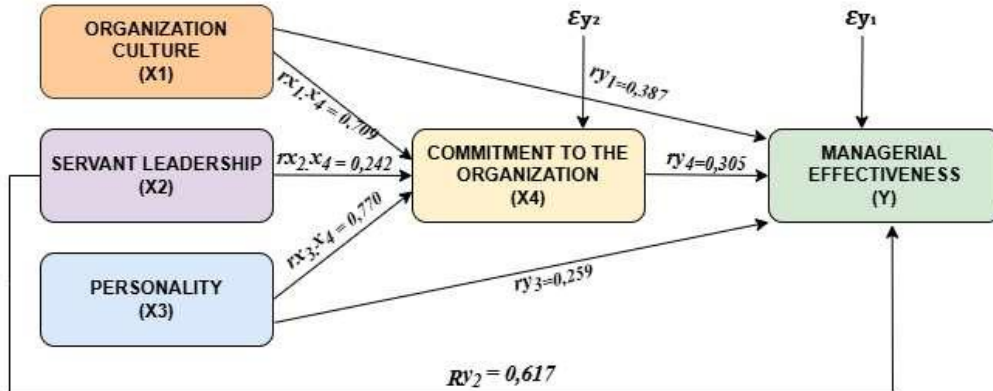 ORGANIZATION
CULTURE
(X1)
εy₂
εy₁
ry₁=0,387
rx₁.x₄ = 0,709
SERVANT LEADERSHIP
(X2)
rx₂.x₄ = 0,242
COMMITMENT TO THE
ORGANIZATION
(X4)
ry₄=0,305
MANAGERIAL
EFFECTIVENESS
(Y)
rx₃.x₄ = 0,770
PERSONALITY
(X3)
ry₃=0,259
Ry₂ = 0,617